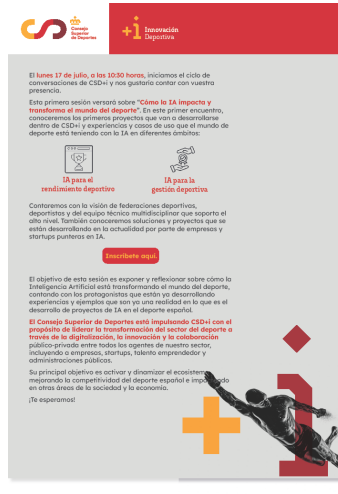 CSD
Consejo
Superior
de Deportes
+i
Innovación
Deportiva
El lunes 17 de julio, a las 10:30 horas, iniciamos el ciclo de
conversaciones de CSD+i y nos gustaría contar con vuestra
presencia.
Esta primera sesión versará sobre "Cómo la IA impacta y
transforma el mundo del deporte". En este primer encuentro,
conoceremos los primeros proyectos que van a desarrollarse
dentro de CSD+i y experiencias y casos de uso que el mundo de
deporte está teniendo con la IA en diferentes ámbitos:
IA para el
rendimiento deportivo
IA para la
gestión deportiva
Contaremos con la visión de federaciones deportivas,
deportistas y del equipo técnico multidisciplinar que soporta el
alto nivel. También conoceremos soluciones y proyectos que se
están desarrollando en la actualidad por parte de empresas y
startups punteras en IA.
Inscríbete aquí.
El objetivo de esta sesión es exponer y reflexionar sobre cómo la
Inteligencia Artificial está transformando el mundo del deporte,
contando con los protagonistas que están ya desarrollando
experiencias y ejemplos que son ya una realidad en lo que es el
desarrollo de proyectos de IA en el deporte español.
El Consejo Superior de Deportes está impulsando CSD+i con el
propósito de liderar la transformación del sector del deporte a
través de la digitalización, la innovación y la colaboración
público-privada entre todos los agentes de nuestro sector,
incluyendo a empresas, startups, talento emprendedor y
administraciones públicas.
Su principal objetivo es activar y dinamizar el ecosistem
mejorando la competitividad del deporte español e impo ndo
en otras áreas de la sociedad y la economía.
¡Te esperamos!
+i